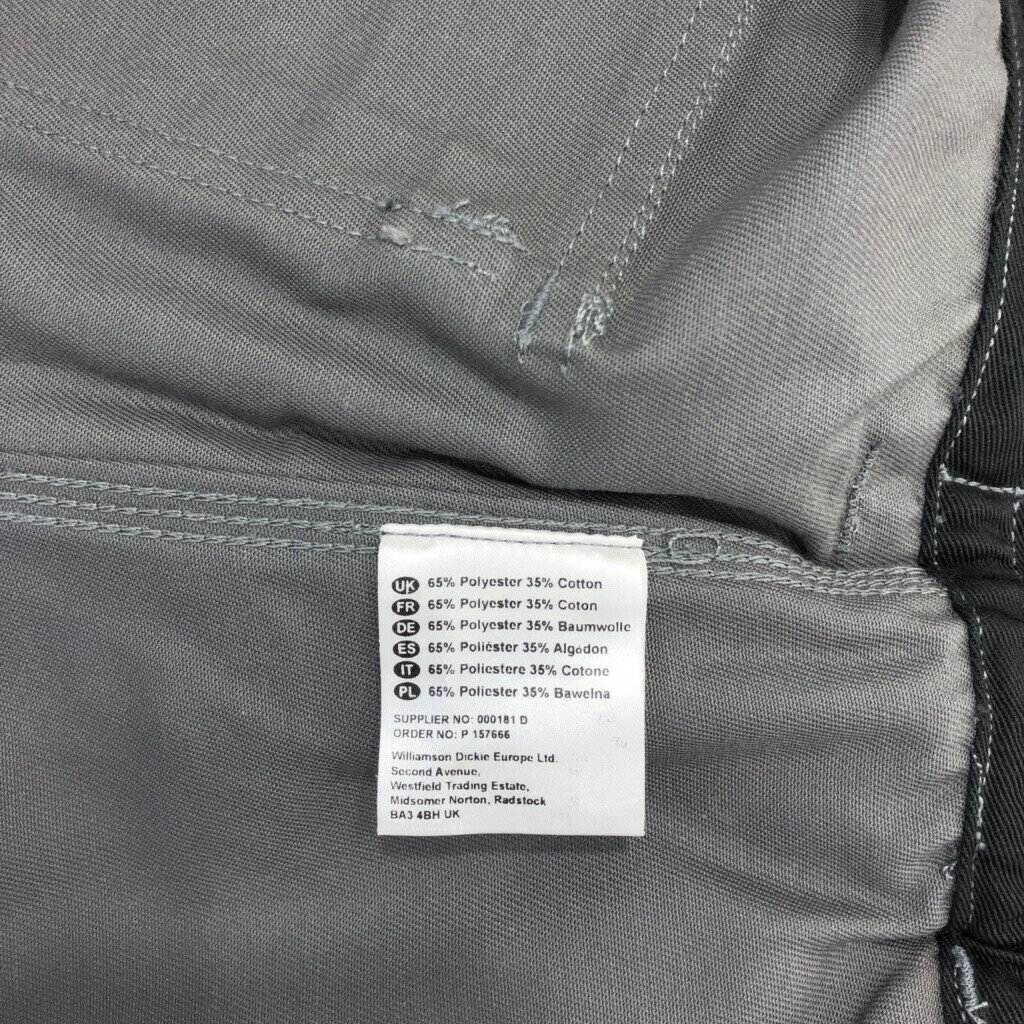 UK 65% Polyester 35% Cotton
FR 65% Polyester 35% Coton
DE 65% Polyester 35% Baumwolle
ES 65% Poliéster 35% Algodon
IT 65% Poliestere 35% Cotone
PL 65% Poliester 35% Bawelna
SUPPLIER NO: 000181 D
ORDER NO: P 157666
Williamson Dickie Europe Ltd.
Second Avenue,
Westfield Trading Estate,
Midsomer Norton, Radstock
BA3 4BH UK